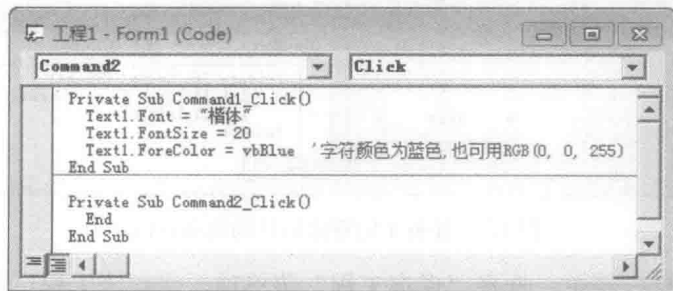 工程1 - Form1 (Code)
Command2
Click
Private Sub Command1_Click()
Text1.Font = "楷体"
Text1.FontSize = 20
Text1.ForeColor = vbBlue '字符颜色为蓝色,也可用RGB(0, 0, 255)
End Sub
Private Sub Command2_Click()
End
End Sub